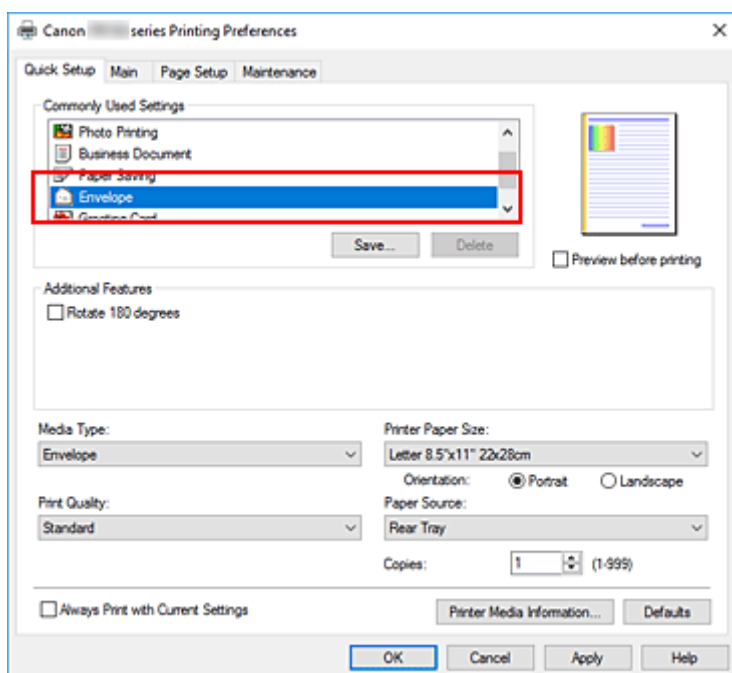 Canon series Printing Preferences
Quick Setup Main Page Setup Maintenance
Commonly Used Settings
Photo Printing
Business Document
Paper Saving
Envelope
Greeting Card
Save... Delete
Preview before printing
Additional Features
Rotate 180 degrees
Media Type: Printer Paper Size:
Envelope Letter 8.5"x11" 22x28cm
Orientation: Portrait Landscape
Print Quality: Paper Source:
Standard Rear Tray
Copies: 1 (1-999)
Always Print with Current Settings Printer Media Information... Defaults
OK Cancel Apply Help